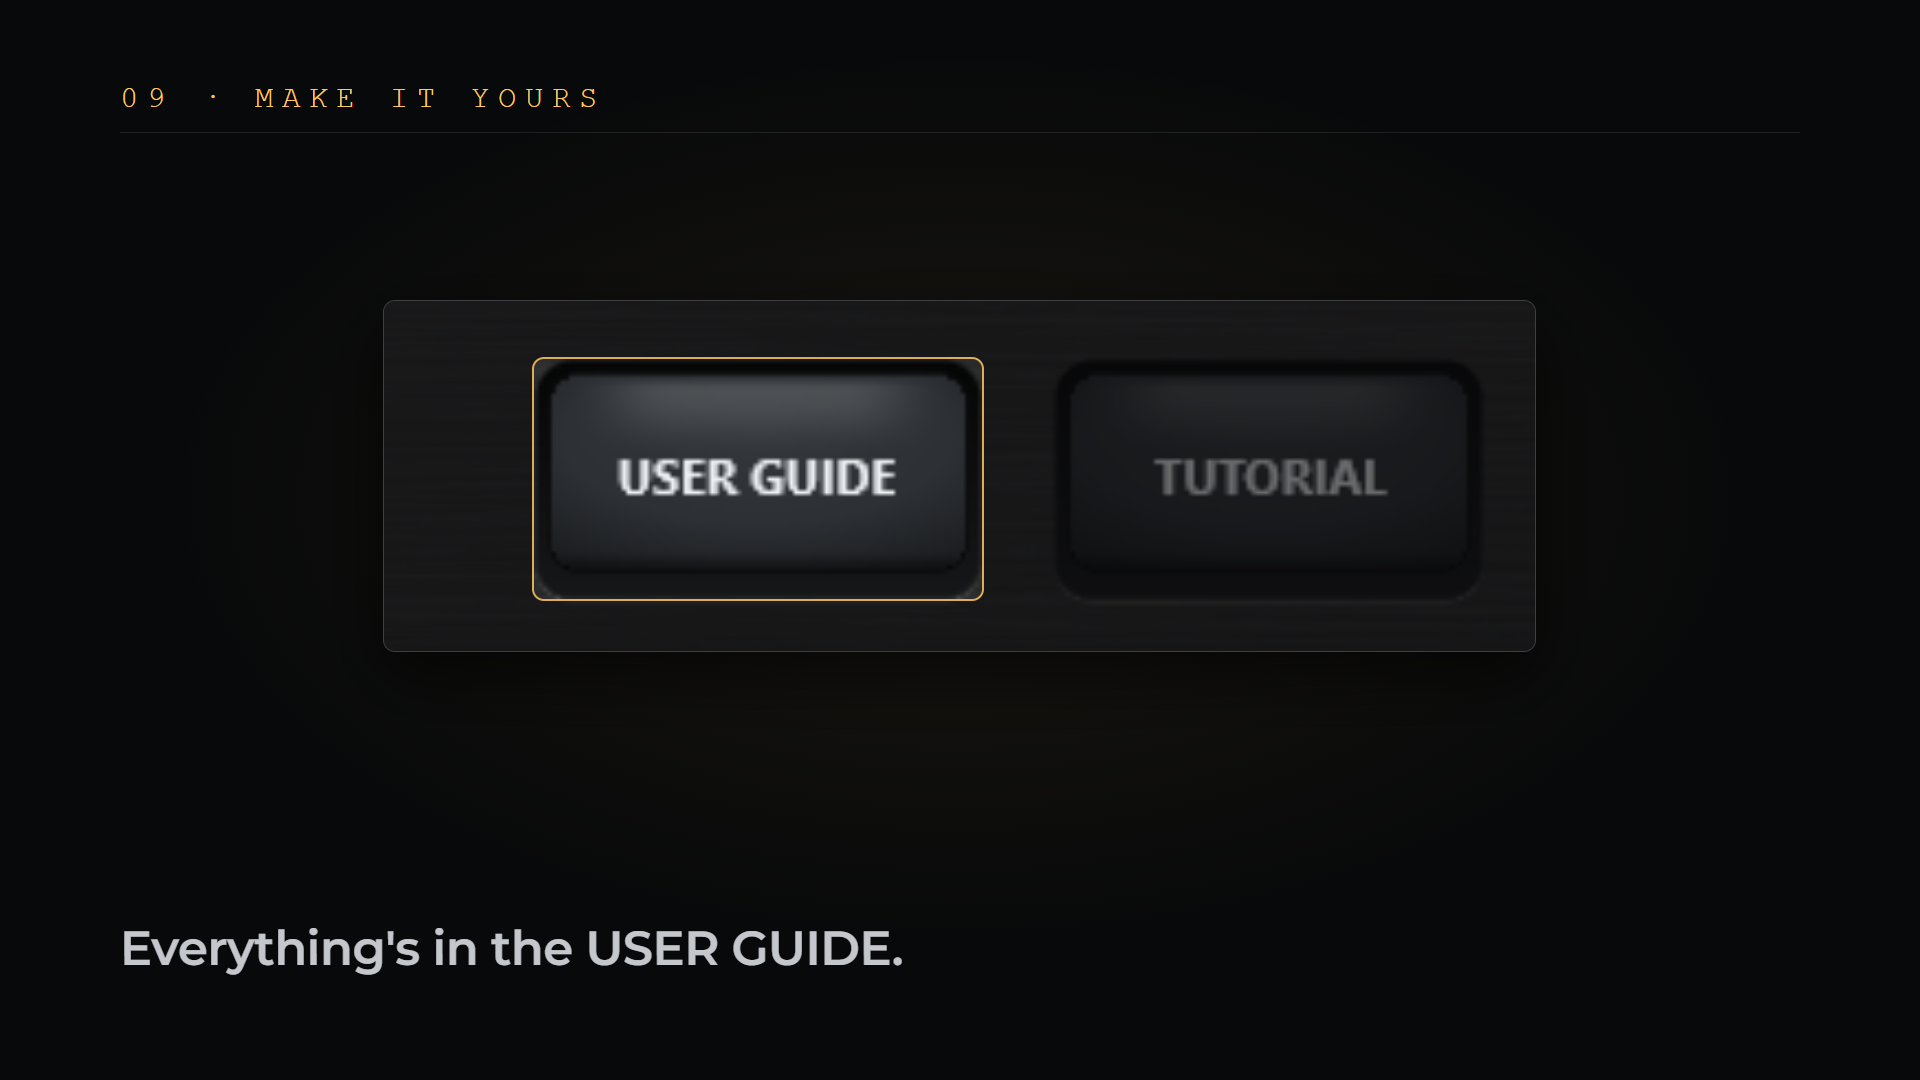 09 · MAKE IT YOURS
USER GUIDE
TUTORIAL
Everything's in the USER GUIDE.